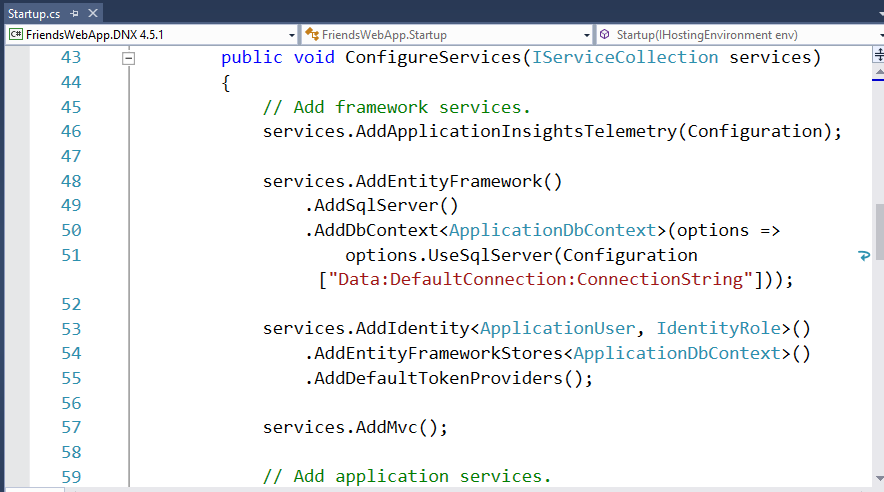 Startup.cs
C# FriendsWebApp.DNX 4.5.1 FriendsWebApp.Startup Startup(IHostingEnvironment env)
43 public void ConfigureServices(IServiceCollection services)
44 {
45 // Add framework services.
46 services.AddApplicationInsightsTelemetry(Configuration);
47
48 services.AddEntityFramework()
49 .AddSqlServer()
50 .AddDbContext<ApplicationDbContext>(options =>
51 options.UseSqlServer(Configuration
["Data:DefaultConnection:ConnectionString"]));
52
53 services.AddIdentity<ApplicationUser, IdentityRole>()
54 .AddEntityFrameworkStores<ApplicationDbContext>()
55 .AddDefaultTokenProviders();
56
57 services.AddMvc();
58
59 // Add application services.